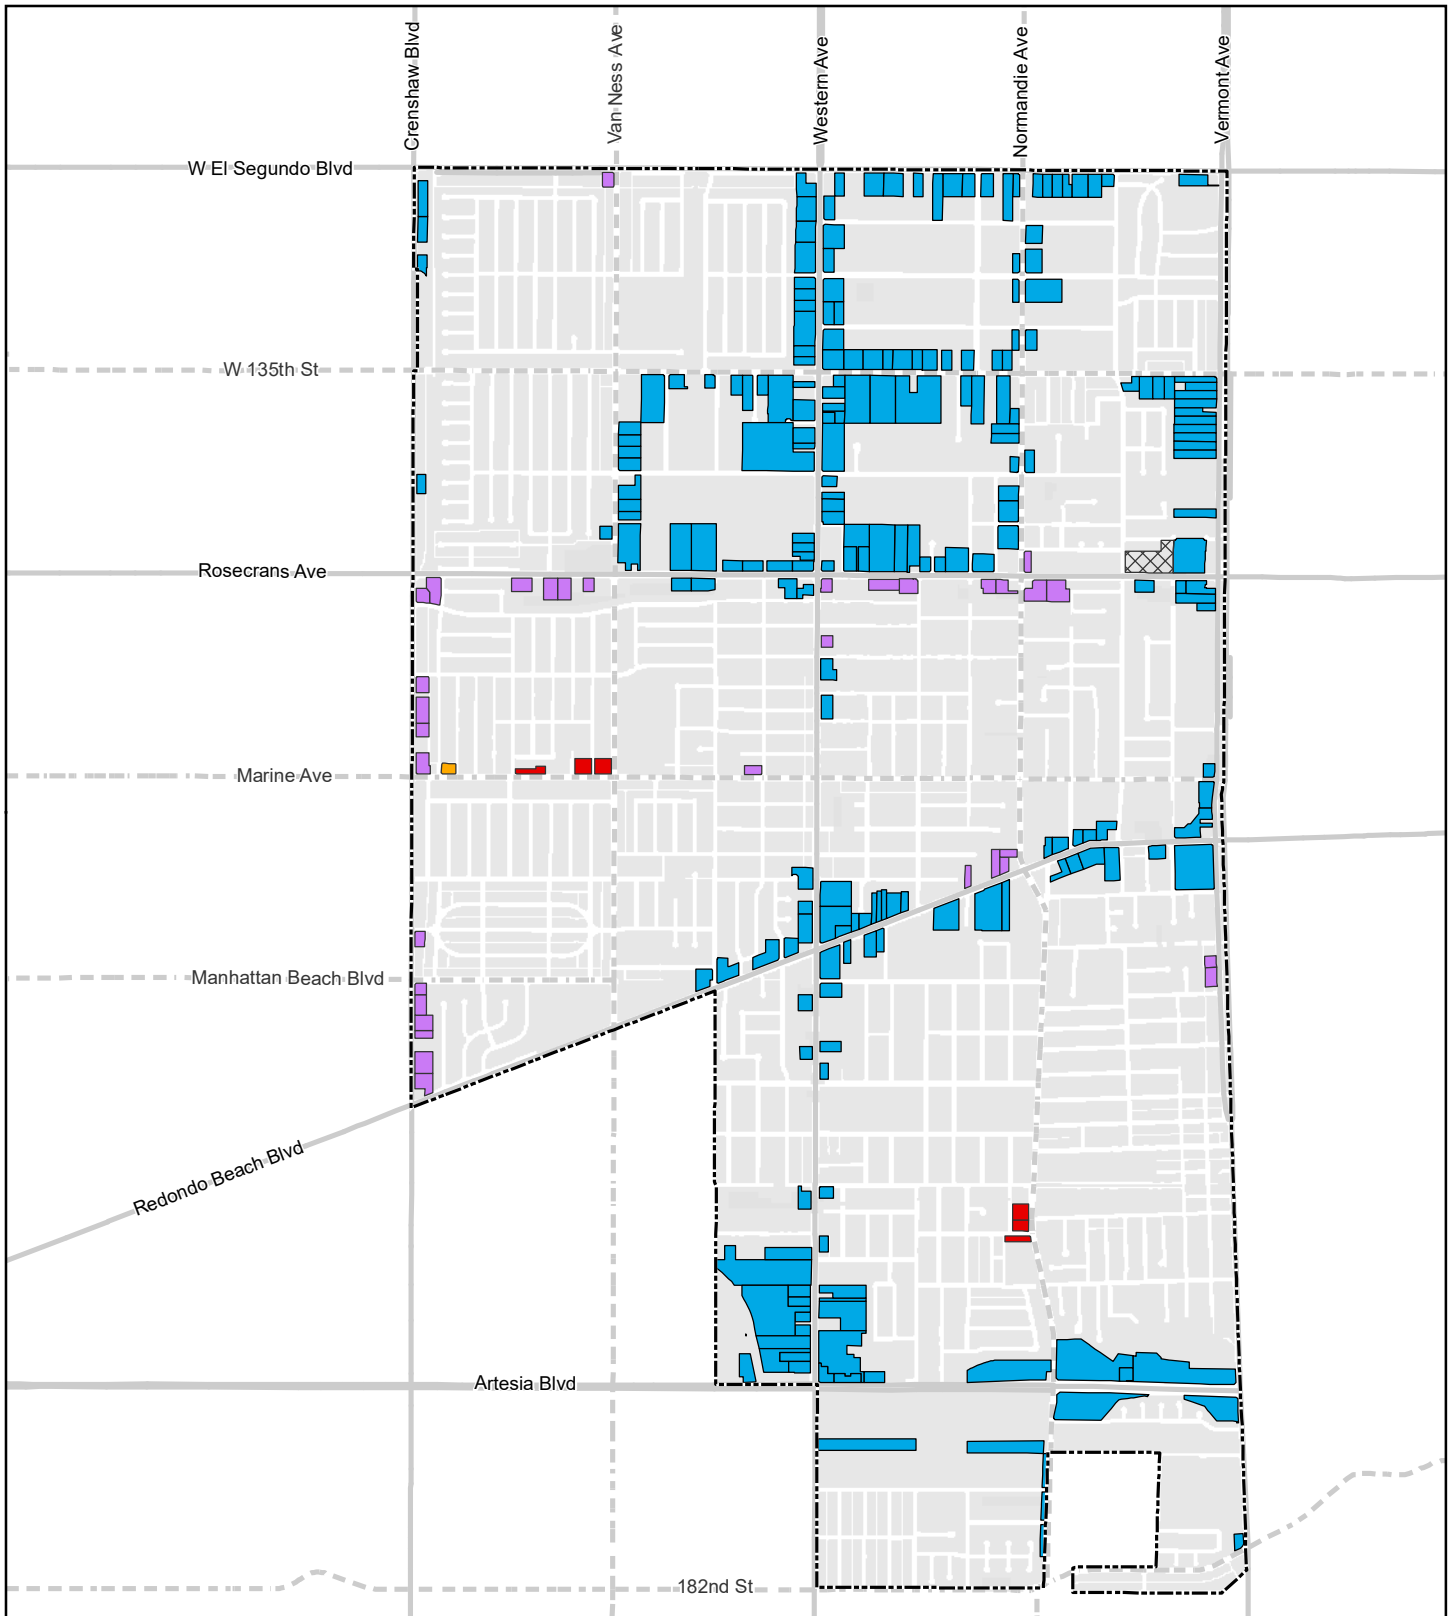 Crenshaw Blvd
Van Ness Ave
Western Ave
Normandie Ave
Vermont Ave
W El Segundo Blvd
W 135th St
Rosecrans Ave
Marine Ave
Manhattan Beach Blvd
Redondo Beach Blvd
Artesia Blvd
182nd St